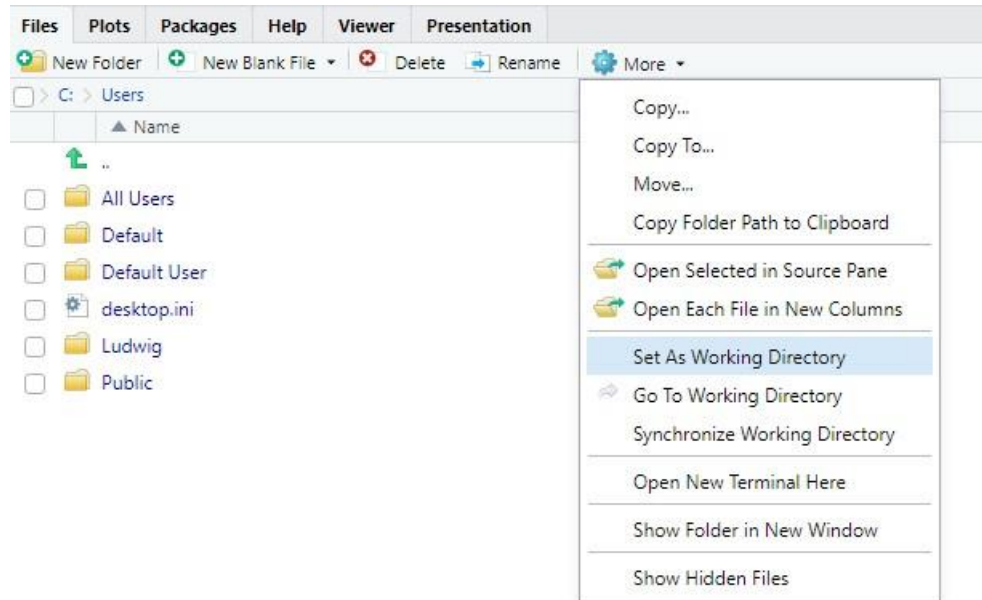 Files Plots Packages Help Viewer Presentation
New Folder New Blank File Delete Rename More
C: Users
Name
..
All Users
Default
Default User
desktop.ini
Ludwig
Public
Copy...
Copy To...
Move...
Copy Folder Path to Clipboard
Open Selected in Source Pane
Open Each File in New Columns
Set As Working Directory
Go To Working Directory
Synchronize Working Directory
Open New Terminal Here
Show Folder in New Window
Show Hidden Files